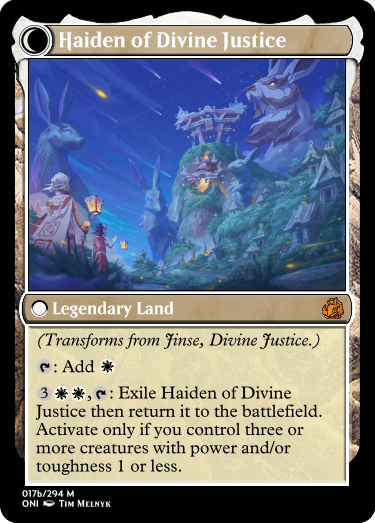 Haiden of Divine Justice
Legendary Land
(Transforms from Jinse, Divine Justice.)
: Add
3 , : Exile Haiden of Divine
Justice then return it to the battlefield.
Activate only if you control three or
more creatures with power and/or
toughness 1 or less.
017b/294 M
ONI Tim Melnyk